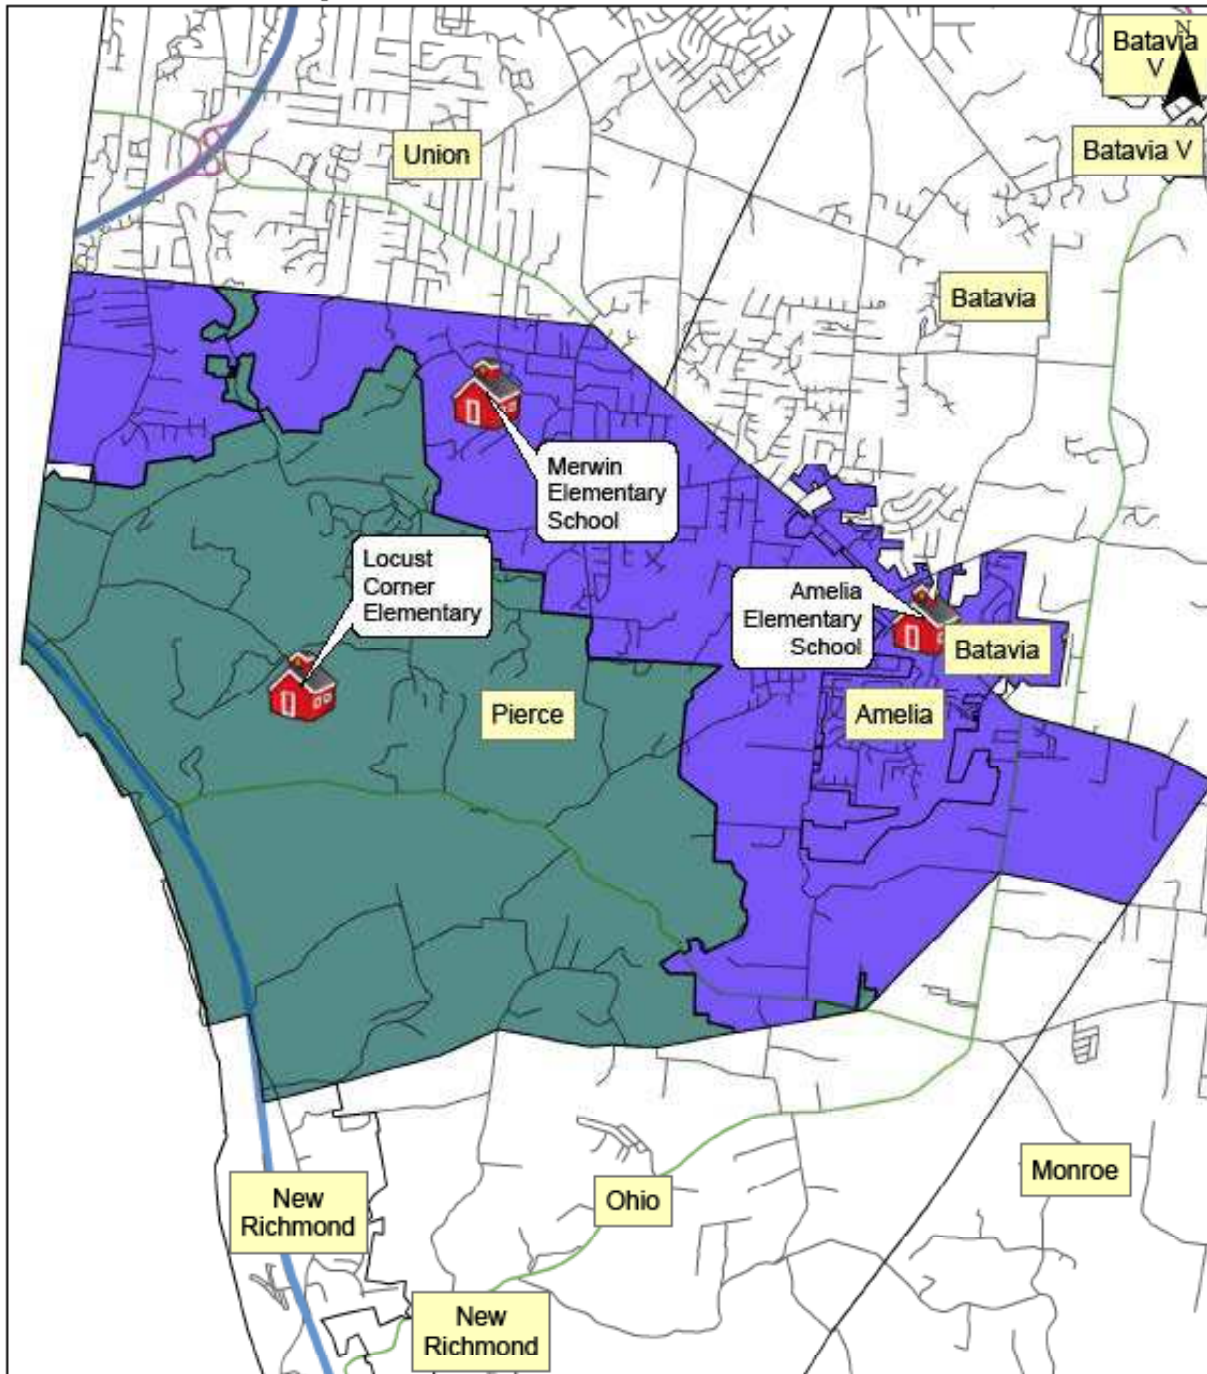 N
Batavia
V
Union
Batavia V
Batavia
Merwin
Elementary
School
Locust
Corner
Elementary
Amelia
Elementary
School
Batavia
Pierce
Amelia
Monroe
New
Richmond
Ohio
New
Richmond